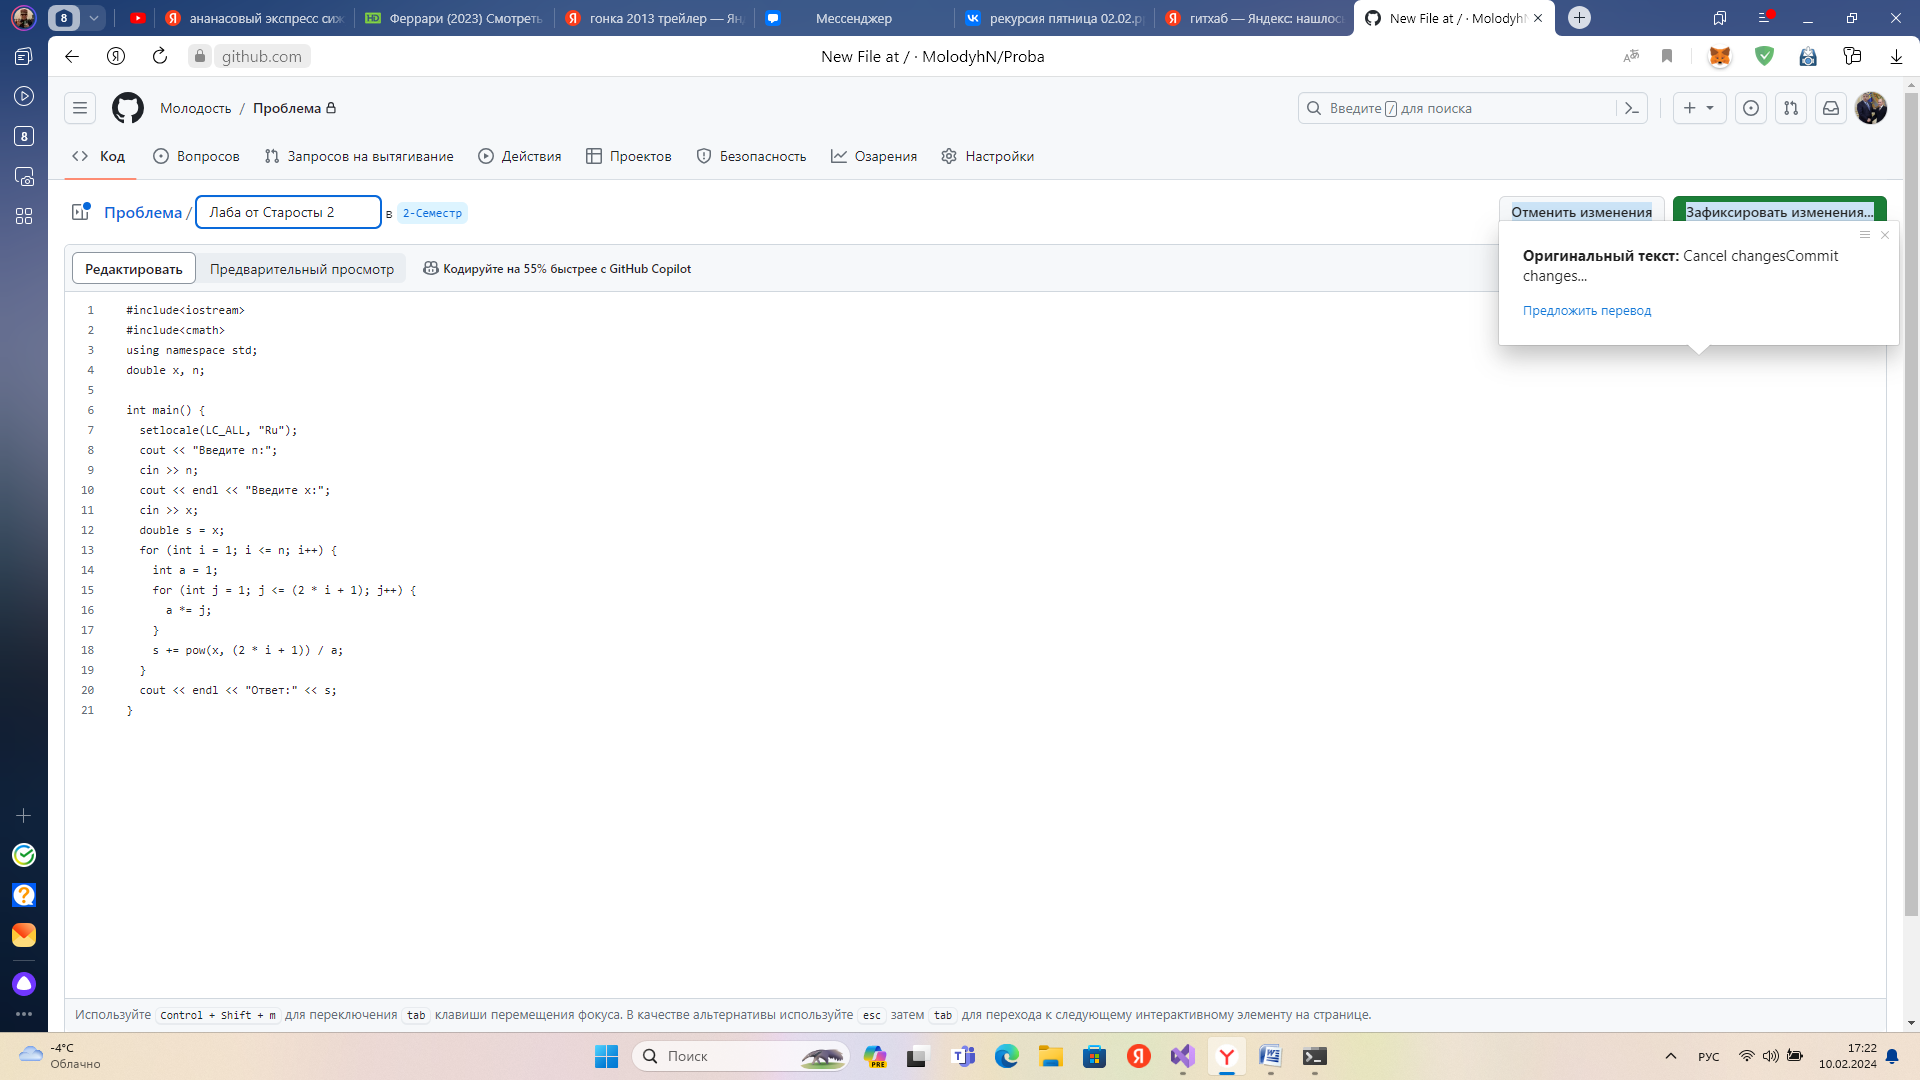 8
ананасовый экспресс сиж
HD Феррари (2023) Смотреть
гонка 2013 трейлер — Ян
Мессенджер
рекурсия пятница 02.02.р
гитхаб — Яндекс: нашлось
New File at / · MolodyhN
github.com
New File at / · MolodyhN/Proba
8
Молодость / Проблема
Введите / для поиска
Код
Вопросов
Запросов на вытягивание
Действия
Проектов
Безопасность
Озарения
Настройки
Проблема / Лаба от Старосты 2 в 2-Семестр
Отменить изменения
Зафиксировать изменения...
Оригинальный текст: Cancel changesCommit
changes...
Предложить перевод
Редактировать
Предварительный просмотр
Кодируйте на 55% быстрее с GitHub Copilot
1 #include<iostream>
2 #include<cmath>
3 using namespace std;
4 double x, n;
5
6 int main() {
7 setlocale(LC_ALL, "Ru");
8 cout << "Введите n:";
9 cin >> n;
10 cout << endl << "Введите x:";
11 cin >> x;
12 double s = x;
13 for (int i = 1; i <= n; i++) {
14 int a = 1;
15 for (int j = 1; j <= (2 * i + 1); j++) {
16 a *= j;
17 }
18 s += pow(x, (2 * i + 1)) / a;
19 }
20 cout << endl << "Ответ:" << s;
21 }
Используйте Control + Shift + m для переключения tab клавиши перемещения фокуса. В качестве альтернативы используйте esc затем tab для перехода к следующему интерактивному элементу на странице.
-4°C
Облачно
Поиск
PRE
РУС
17:22
10.02.2024